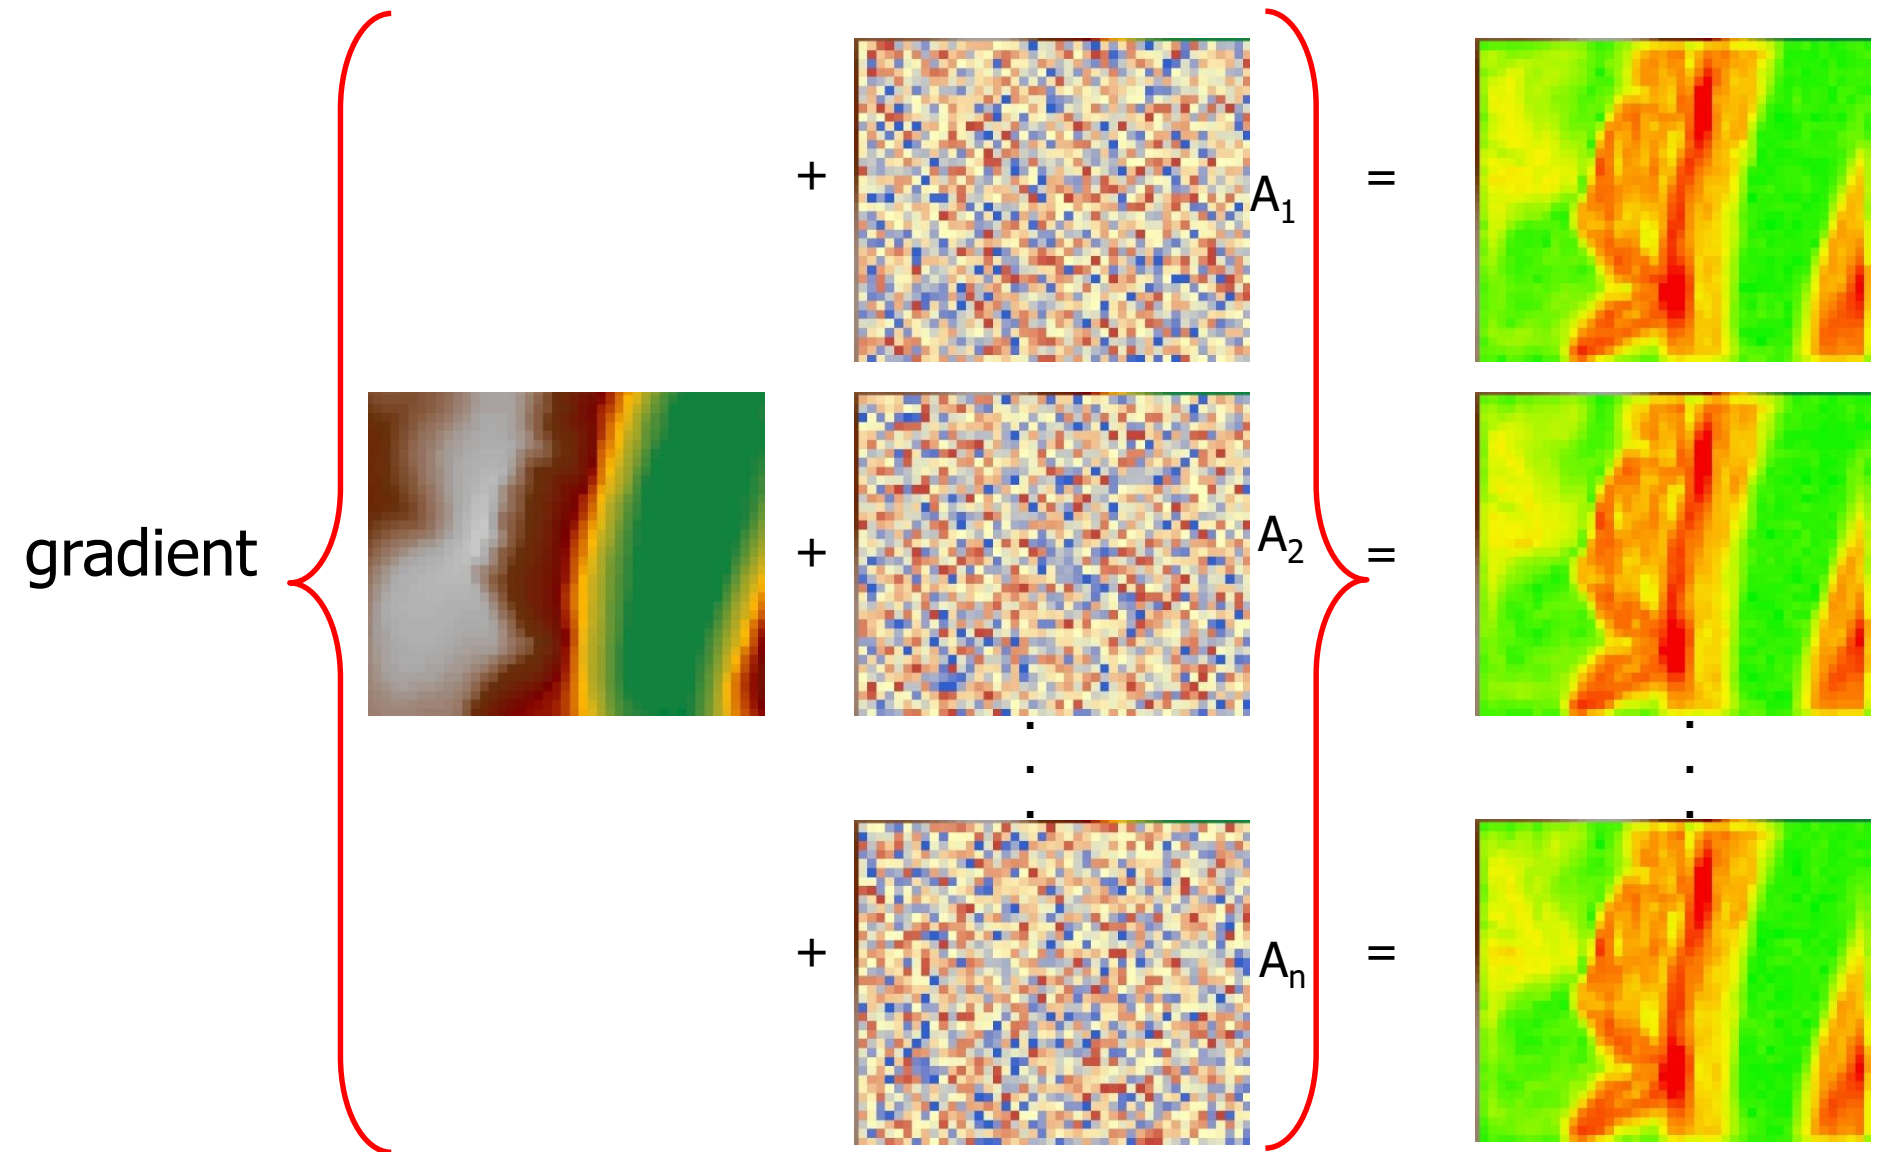 + A₁ =
gradient + A₂ =
. .
. .
. .
+ Aₙ =